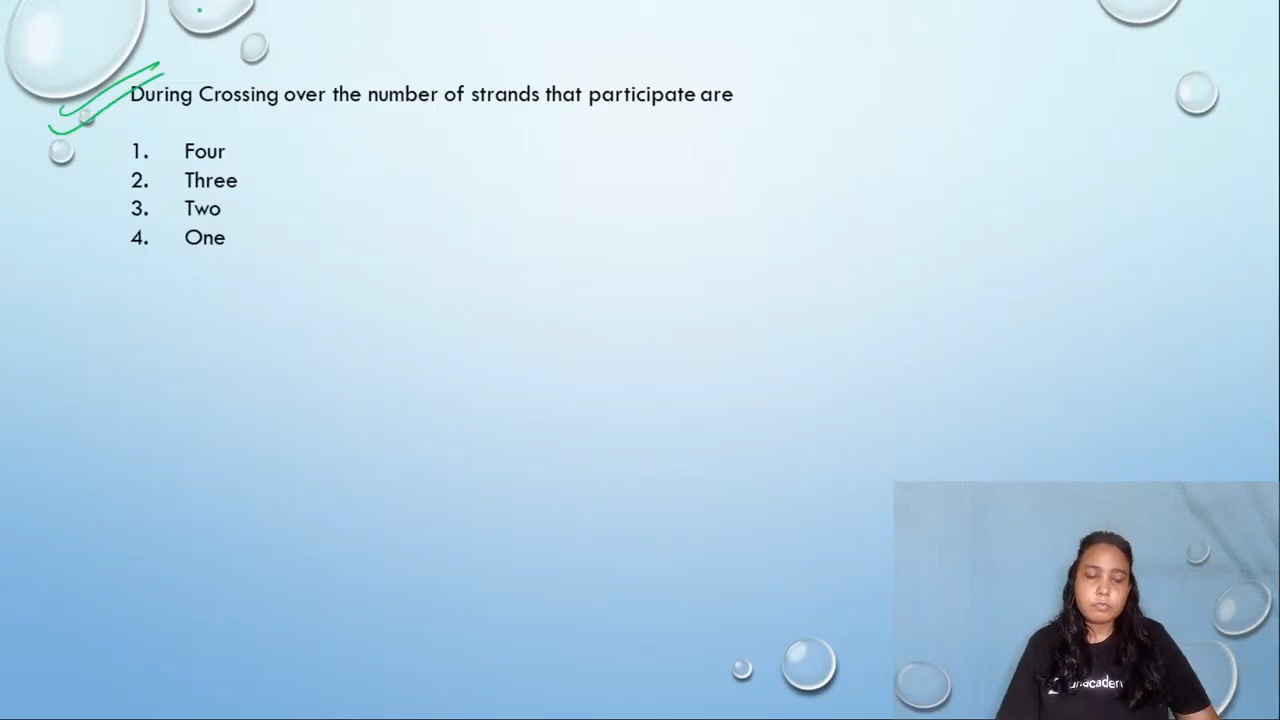 During Crossing over the number of strands that participate are
1. Four
2. Three
3. Two
4. One